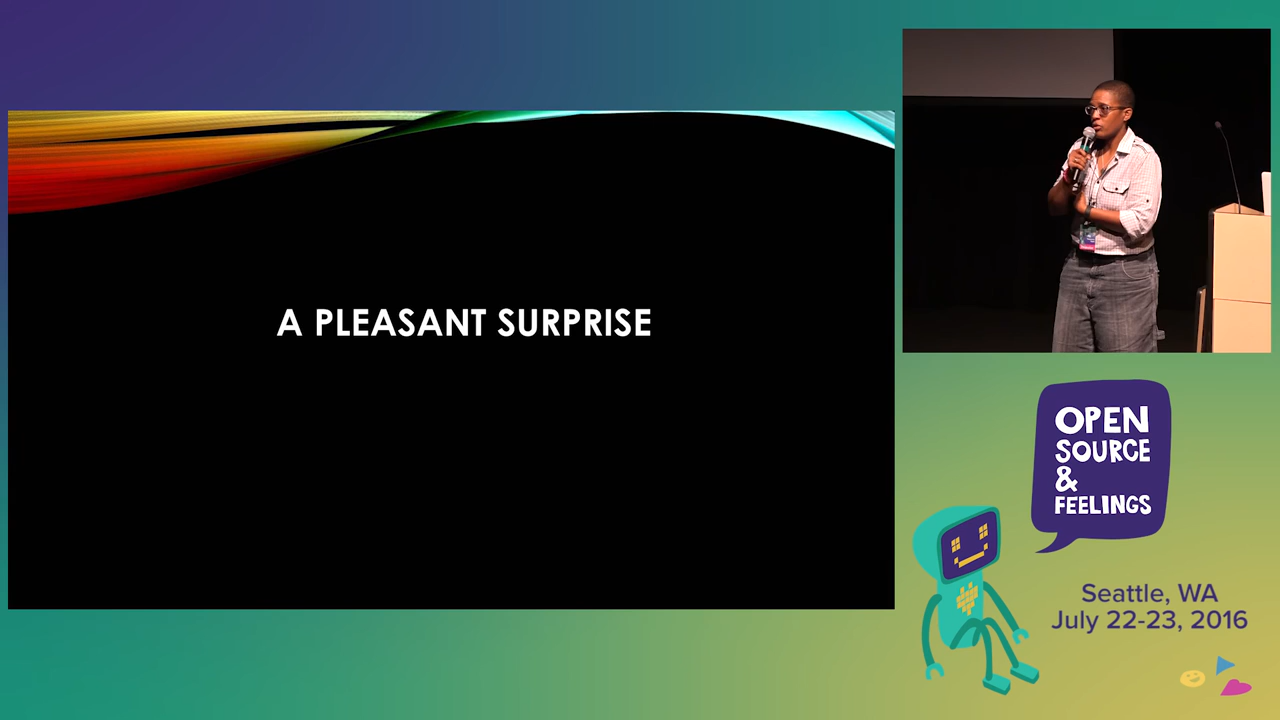 A PLEASANT SURPRISE
OPEN
SOURCE
&
FEELINGS
Seattle, WA
July 22-23, 2016